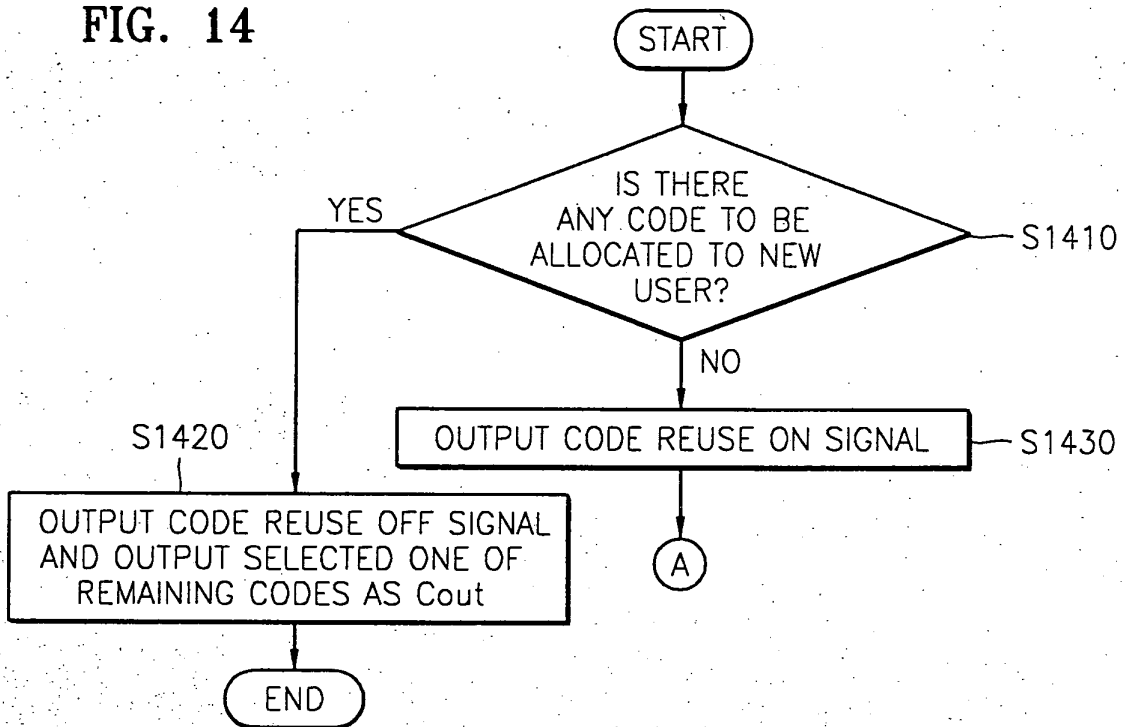 FIG. 14
START
IS THERE
ANY CODE TO BE
ALLOCATED TO NEW
USER?
S1410
YES
NO
S1420
OUTPUT CODE REUSE ON SIGNAL
S1430
OUTPUT CODE REUSE OFF SIGNAL
AND OUTPUT SELECTED ONE OF
REMAINING CODES AS Cout
A
END